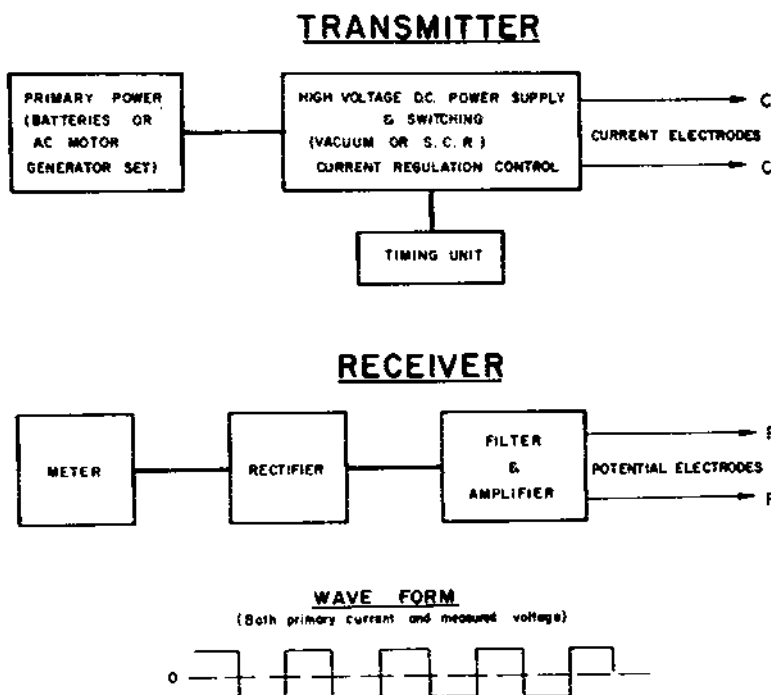 TRANSMITTER
PRIMARY POWER
(BATTERIES OR
AC MOTOR
GENERATOR SET)
HIGH VOLTAGE D.C. POWER SUPPLY
& SWITCHING
(VACUUM OR S.C.R)
CURRENT REGULATION CONTROL
C
CURRENT ELECTRODES
C
TIMING UNIT
RECEIVER
METER
RECTIFIER
FILTER
&
AMPLIFIER
P
POTENTIAL ELECTRODES
P
WAVE FORM
(Both primary current and measured voltage)
0